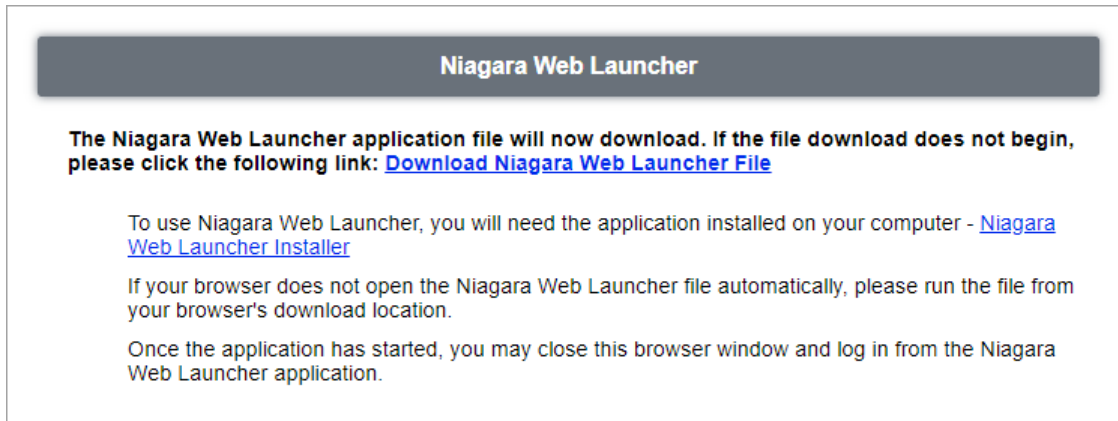 Niagara Web Launcher
The Niagara Web Launcher application file will now download. If the file download does not begin,
please click the following link: Download Niagara Web Launcher File
To use Niagara Web Launcher, you will need the application installed on your computer - Niagara
Web Launcher Installer
If your browser does not open the Niagara Web Launcher file automatically, please run the file from
your browser's download location.
Once the application has started, you may close this browser window and log in from the Niagara
Web Launcher application.